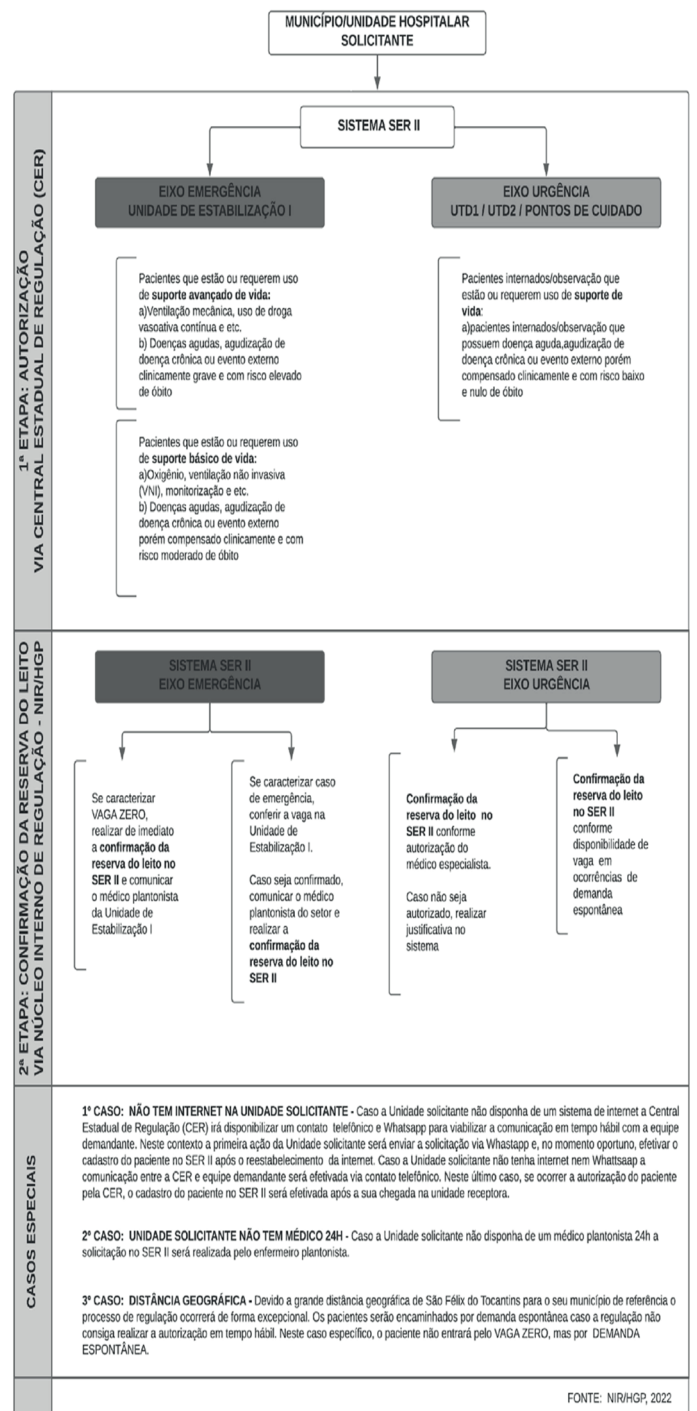 MUNICÍPIO/UNIDADE HOSPITALAR
SOLICITANTE
1ª ETAPA: AUTORIZAÇÃO
VIA CENTRAL ESTADUAL DE REGULAÇÃO (CER)
SISTEMA SER II
EIXO EMERGÊNCIA
UNIDADE DE ESTABILIZAÇÃO I
EIXO URGÊNCIA
UTD1 / UTD2 / PONTOS DE CUIDADO
Pacientes que estão ou requerem uso
de suporte avançado de vida:
a)Ventilação mecânica, uso de droga
vasoativa contínua e etc.
b) Doenças agudas, agudização de
doença crônica ou evento externo
clinicamente grave e com risco elevado
de óbito
Pacientes que estão ou requerem uso
de suporte básico de vida:
a)Oxigênio, ventilação não invasiva
(VNI), monitorização e etc.
b) Doenças agudas, agudização de
doença crônica ou evento externo
porém compensado clinicamente e com
risco moderado de óbito
Pacientes internados/observação que
estão ou requerem uso de suporte de
vida:
a)pacientes internados/observação que
possuem doença aguda,agudização de
doença crônica ou evento externo porém
compensado clinicamente e com risco baixo
e nulo de óbito
2ª ETAPA: CONFIRMAÇÃO DA RESERVA DO LEITO
VIA NÚCLEO INTERNO DE REGULAÇÃO - NIR/HGP
SISTEMA SER II
EIXO EMERGÊNCIA
SISTEMA SER II
EIXO URGÊNCIA
Se caracterizar
VAGA ZERO,
realizar de imediato
a confirmação da
reserva do leito no
SER II e comunicar
o médico plantonista
da Unidade de
Estabilização I
Se caracterizar caso
de emergência,
conferir a vaga na
Unidade de
Estabilização I.
Caso seja confirmado,
comunicar o médico
plantonista do setor e
realizar a
confirmação da
reserva do leito no
SER II
Confirmação da
reserva do leito no
SER II conforme
autorização do
médico especialista.
Caso não seja
autorizado, realizar
justificativa no
sistema
Confirmação da
reserva do leito
no SER II
conforme
disponibilidade de
vaga em
ocorrências de
demanda
espontânea
CASOS ESPECIAIS
1º CASO: NÃO TEM INTERNET NA UNIDADE SOLICITANTE - Caso a Unidade solicitante não disponha de um sistema de internet a Central
Estadual de Regulação (CER) irá disponibilizar um contato telefônico e Whatsapp para viabilizar a comunicação em tempo hábil com a equipe
demandante. Neste contexto a primeira ação da Unidade solicitante será enviar a solicitação via Whastapp e, no momento oportuno, efetivar o
cadastro do paciente no SER II após o reestabelecimento da internet. Caso a Unidade solicitante não tenha internet nem Whattsaap a
comunicação entre a CER e equipe demandante será efetivada via contato telefônico. Neste último caso, se ocorrer a autorização do paciente
pela CER, o cadastro do paciente no SER II será efetivada após a sua chegada na unidade receptora.
2º CASO: UNIDADE SOLICITANTE NÃO TEM MÉDICO 24H - Caso a Unidade solicitante não disponha de um médico plantonista 24h a
solicitação no SER II será realizada pelo enfermeiro plantonista.
3º CASO: DISTÂNCIA GEOGRÁFICA - Devido a grande distância geográfica de São Félix do Tocantins para o seu município de referência o
processo de regulação ocorrerá de forma excepcional. Os pacientes serão encaminhados por demanda espontânea caso a regulação não
consiga realizar a autorização em tempo hábil. Neste caso específico, o paciente não entrará pelo VAGA ZERO, mas por DEMANDA
ESPONTÂNEA.
FONTE: NIR/HGP, 2022